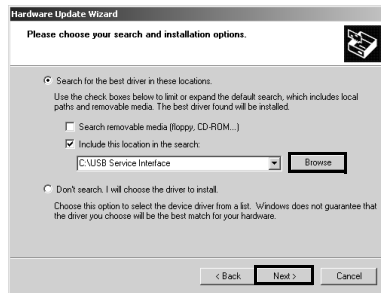 Hardware Update Wizard
Please choose your search and installation options.
Search for the best driver in these locations.
Use the check boxes below to limit or expand the default search, which includes local
paths and removable media. The best driver found will be installed.
Search removable media (floppy, CD-ROM...)
Include this location in the search:
C:\USB Service Interface
Browse
Don't search. I will choose the driver to install.
Choose this option to select the device driver from a list. Windows does not guarantee that
the driver you choose will be the best match for your hardware.
< Back
Next >
Cancel